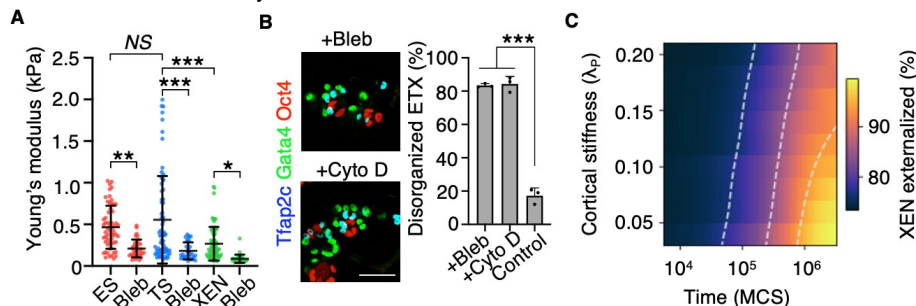 A
Young's modulus (kPa)
2.5
2.0
1.5
1.0
0.5
0
NS
***
***
**
*
ES
Bleb
TS
Bleb
XEN
Bleb
B
Tfap2c Gata4 Oct4
+Bleb
+Cyto D
Disorganized ETX (%)
100
80
60
40
20
0
***
+Bleb
+Cyto D
Control
C
Cortical stiffness (λP)
0.20
0.15
0.10
0.05
10⁴ 10⁵ 10⁶
Time (MCS)
90
80
XEN externalized (%)